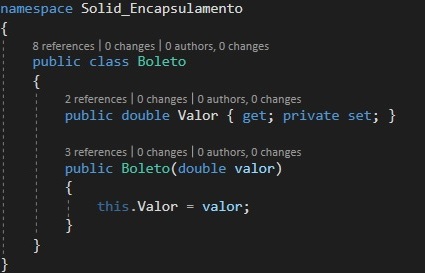 namespace Solid_Encapsulamento
{
8 references | 0 changes | 0 authors, 0 changes
public class Boleto
{
2 references | 0 changes | 0 authors, 0 changes
public double Valor { get; private set; }
3 references | 0 changes | 0 authors, 0 changes
public Boleto(double valor)
{
this.Valor = valor;
}
}
}